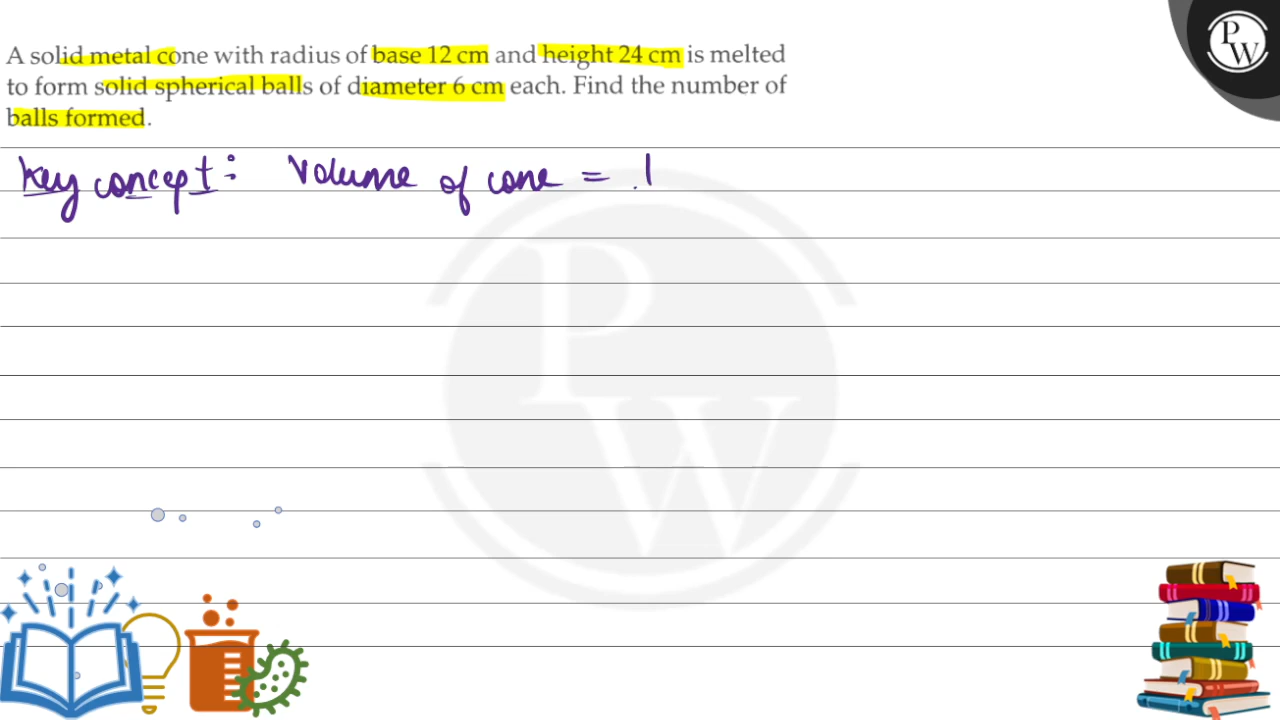 A solid metal cone with radius of base 12 cm and height 24 cm is melted
to form solid spherical balls of diameter 6 cm each. Find the number of
balls formed.
Key concept: Volume of cone = 1
P
W
P
W